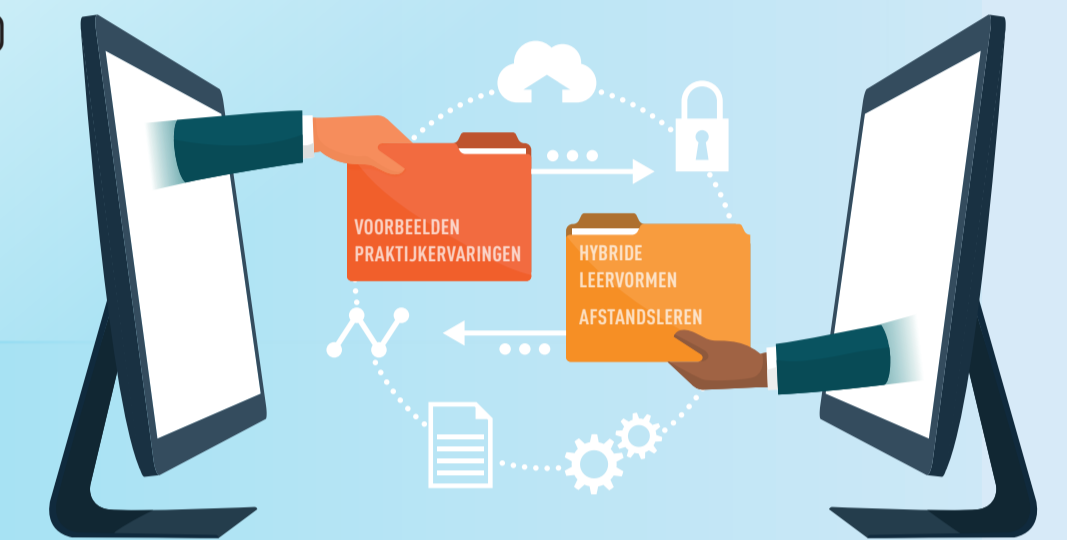 VOORBEELDEN
PRAKTIJKERVARINGEN
HYBRIDE
LEERVORMEN
AFSTANDSLEREN